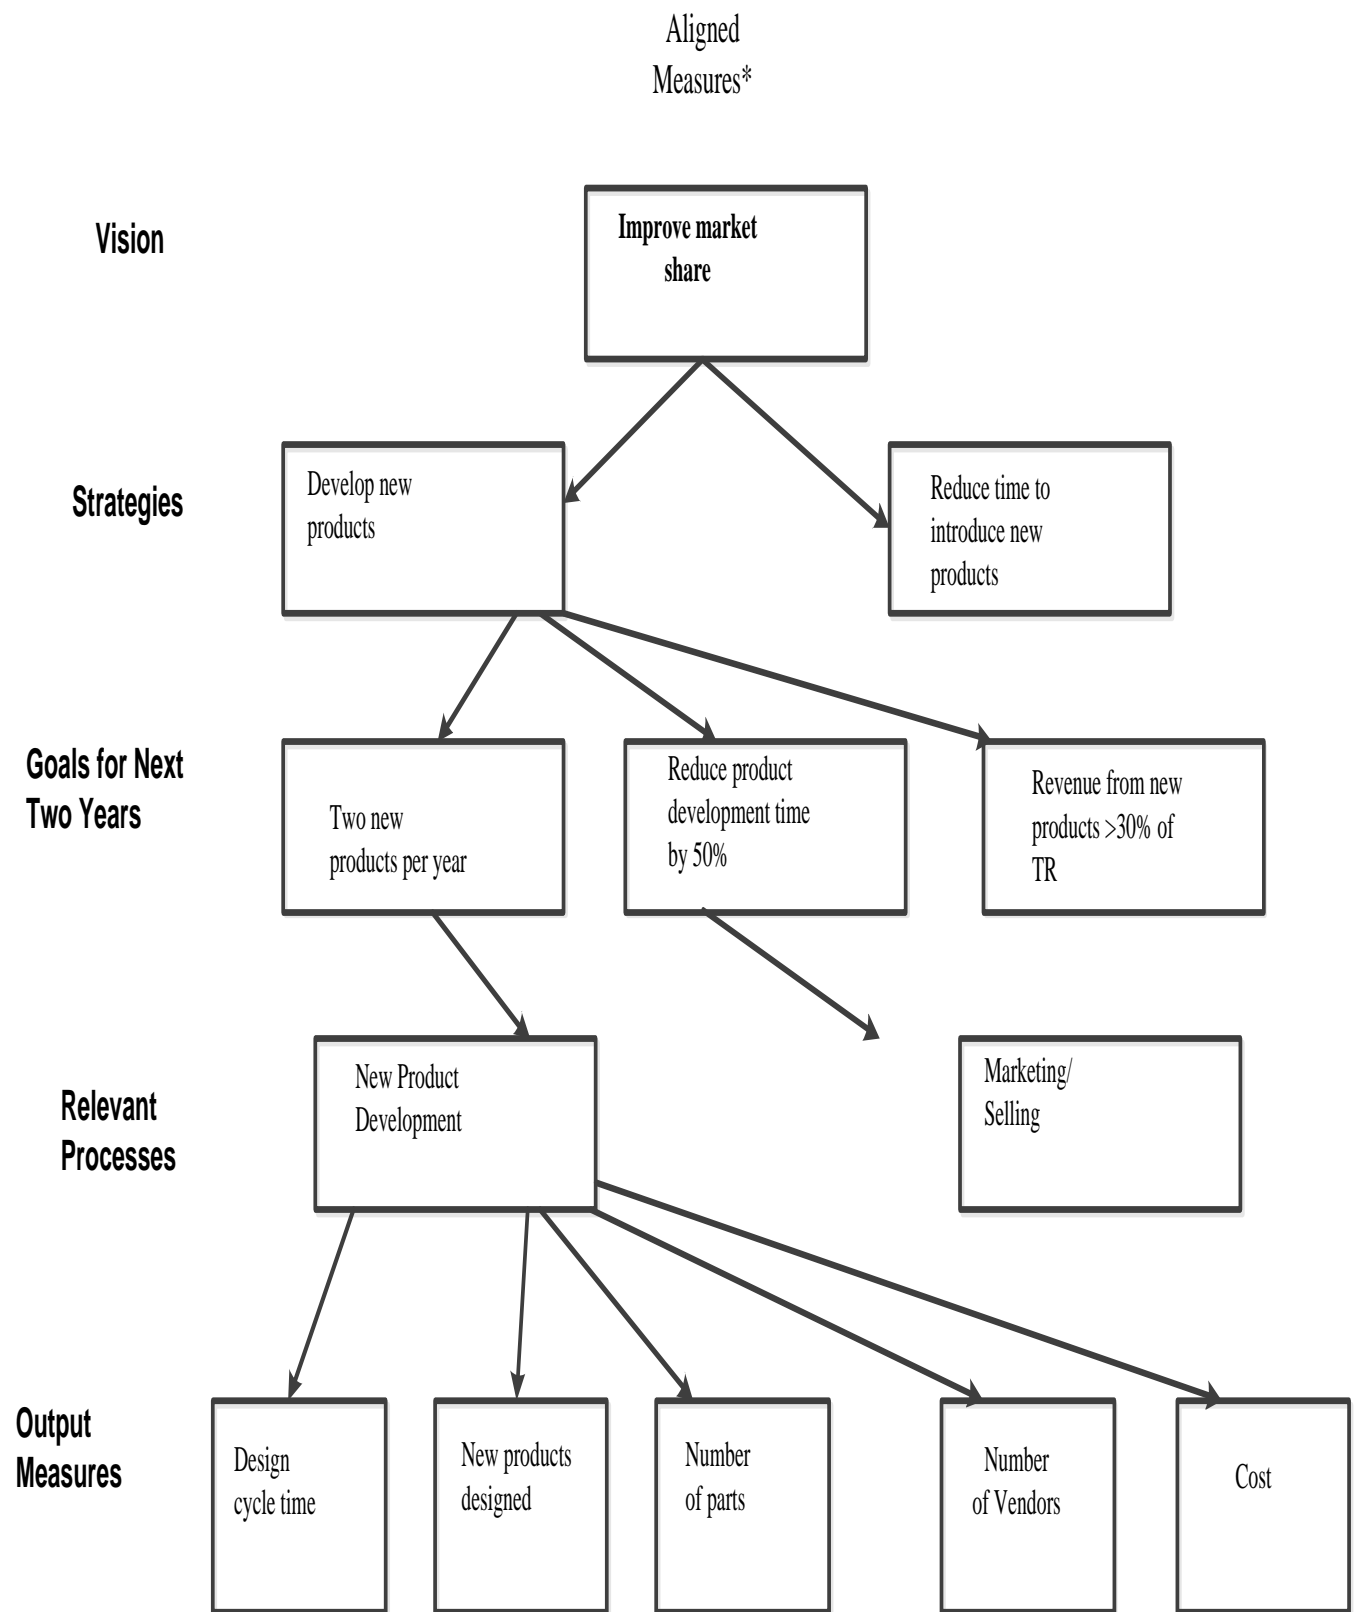 Aligned
Measures*
Vision
Improve market
share
Strategies
Develop new
products
Reduce time to
introduce new
products
Goals for Next
Two Years
Two new
products per year
Reduce product
development time
by 50%
Revenue from new
products >30% of
TR
Relevant
Processes
New Product
Development
Marketing/
Selling
Output
Measures
Design
cycle time
New products
designed
Number
of parts
Number
of Vendors
Cost